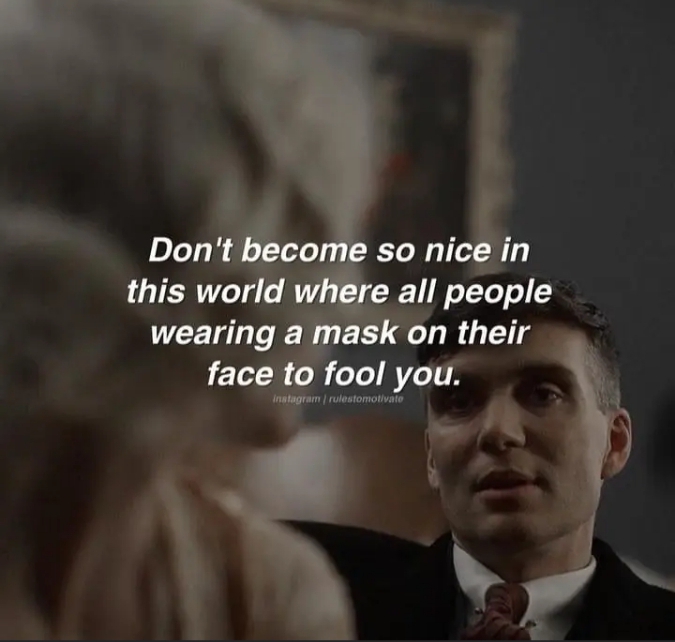 Don't become so nice in
this world where all people
wearing a mask on their
face to fool you.
instagram | rulestomotivate